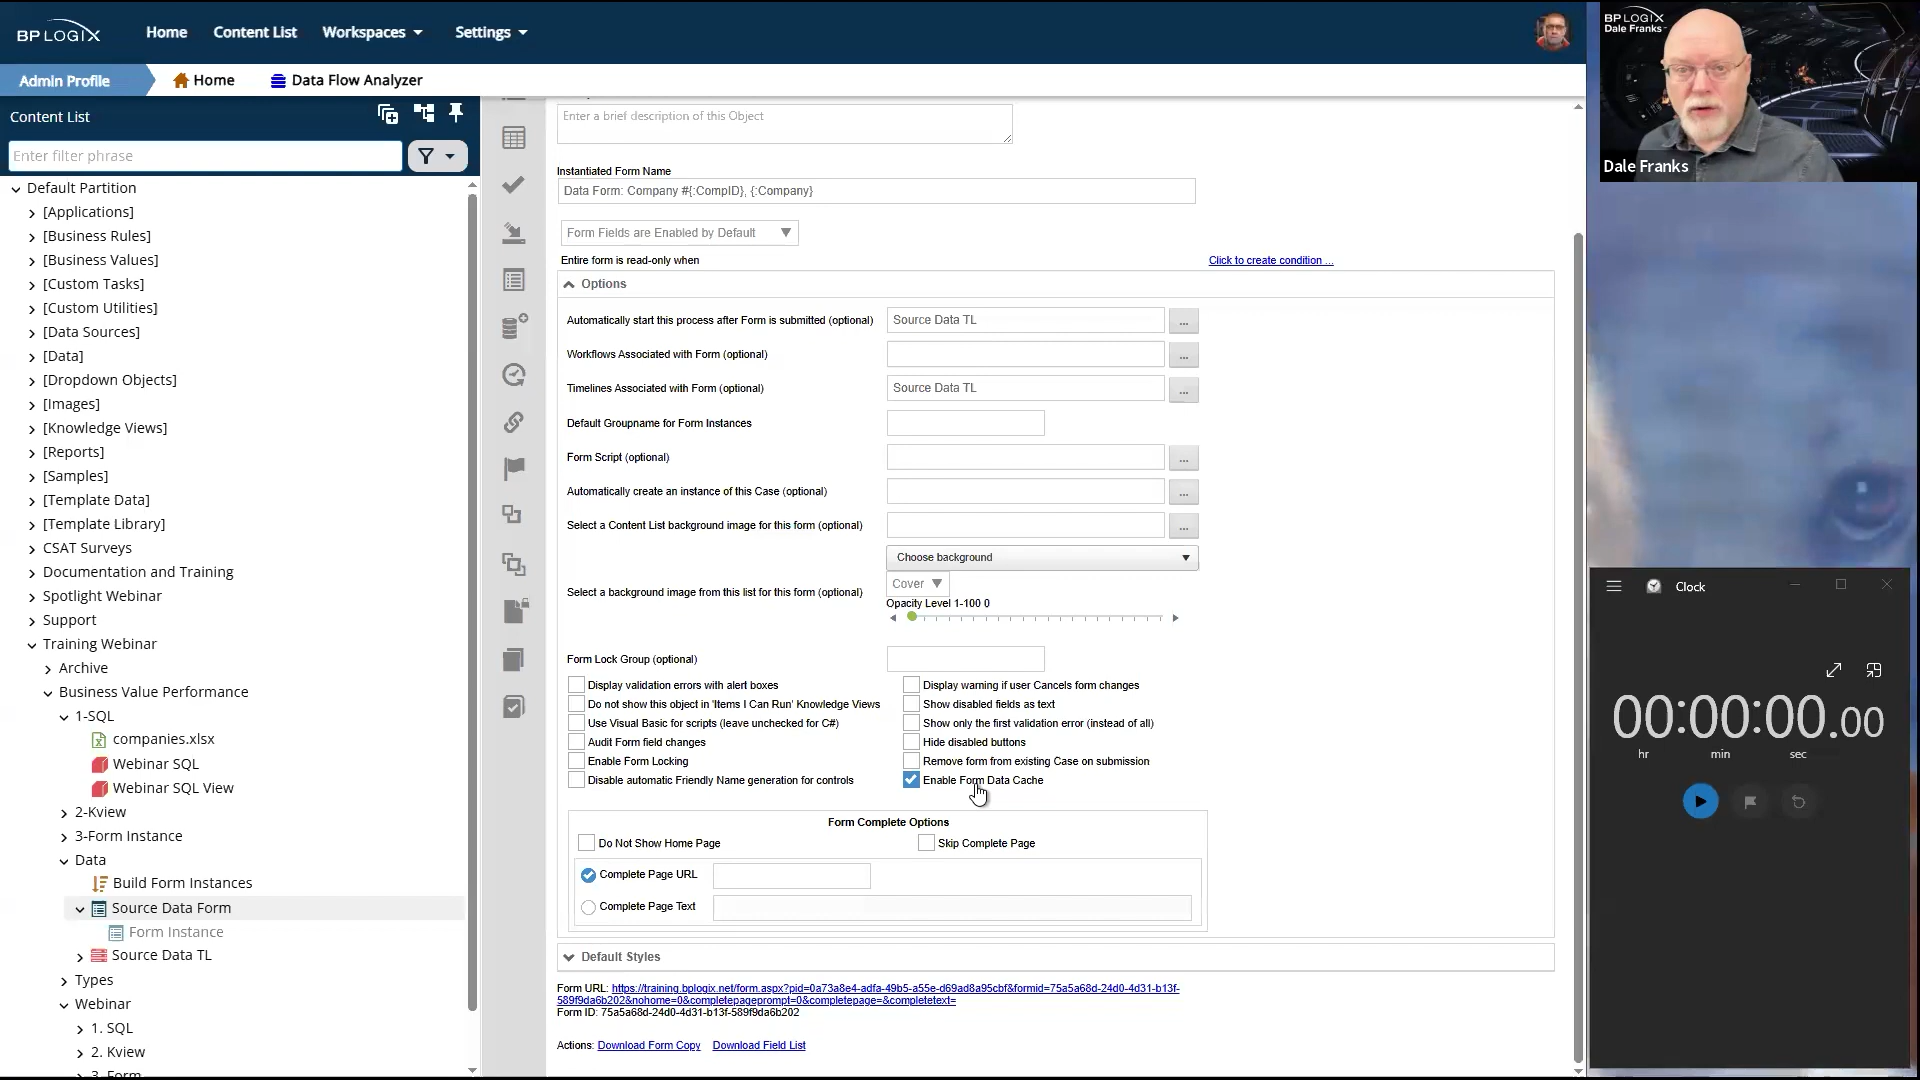 BP LOGIX
Home
Content List
Workspaces
Settings
Admin Profile
Home
Data Flow Analyzer
Content List
Enter filter phrase
Default Partition
[Applications]
[Business Rules]
[Business Values]
[Custom Tasks]
[Custom Utilities]
[Data Sources]
[Data]
[Dropdown Objects]
[Images]
[Knowledge Views]
[Reports]
[Samples]
[Template Data]
[Template Library]
CSAT Surveys
Documentation and Training
Spotlight Webinar
Support
Training Webinar
Archive
Business Value Performance
1-SQL
companies.xlsx
Webinar SQL
Webinar SQL View
2-Kview
3-Form Instance
Data
Build Form Instances
Source Data Form
Form Instance
Source Data TL
Types
Webinar
1. SQL
2. Kview
3. Form
Enter a brief description of this Object
Instantiated Form Name
Data Form: Company #{:CompID}, {:Company}
Form Fields are Enabled by Default
Entire form is read-only when
Click to create condition ...
Options
Automatically start this process after Form is submitted (optional)
Source Data TL
...
Workflows Associated with Form (optional)
...
Timelines Associated with Form (optional)
Source Data TL
...
Default Groupname for Form Instances
Form Script (optional)
...
Automatically create an instance of this Case (optional)
...
Select a Content List background image for this form (optional)
...
Choose background
Select a background image from this list for this form (optional)
Cover
Opacity Level 1-100 0
Form Lock Group (optional)
Display validation errors with alert boxes
Display warning if user Cancels form changes
Do not show this object in 'Items I Can Run' Knowledge Views
Show disabled fields as text
Use Visual Basic for scripts (leave unchecked for C#)
Show only the first validation error (instead of all)
Audit Form field changes
Hide disabled buttons
Enable Form Locking
Remove form from existing Case on submission
Disable automatic Friendly Name generation for controls
Enable Form Data Cache
Form Complete Options
Do Not Show Home Page
Skip Complete Page
Complete Page URL
Complete Page Text
Default Styles
Form URL: https://training.bplogix.net/form.aspx?pid=0a73a8e4-adfa-49b5-a55e-d69ad8a95cbf&formid=75a5a68d-24d0-4d31-b13f-
589f9da6b202&nohome=0&completepageprompt=0&completepage=&completetext=
Form ID: 75a5a68d-24d0-4d31-b13f-589f9da6b202
Actions: Download Form Copy Download Field List
BP LOGIX
Dale Franks
Dale Franks
Clock
00:00:00.00
hr min sec